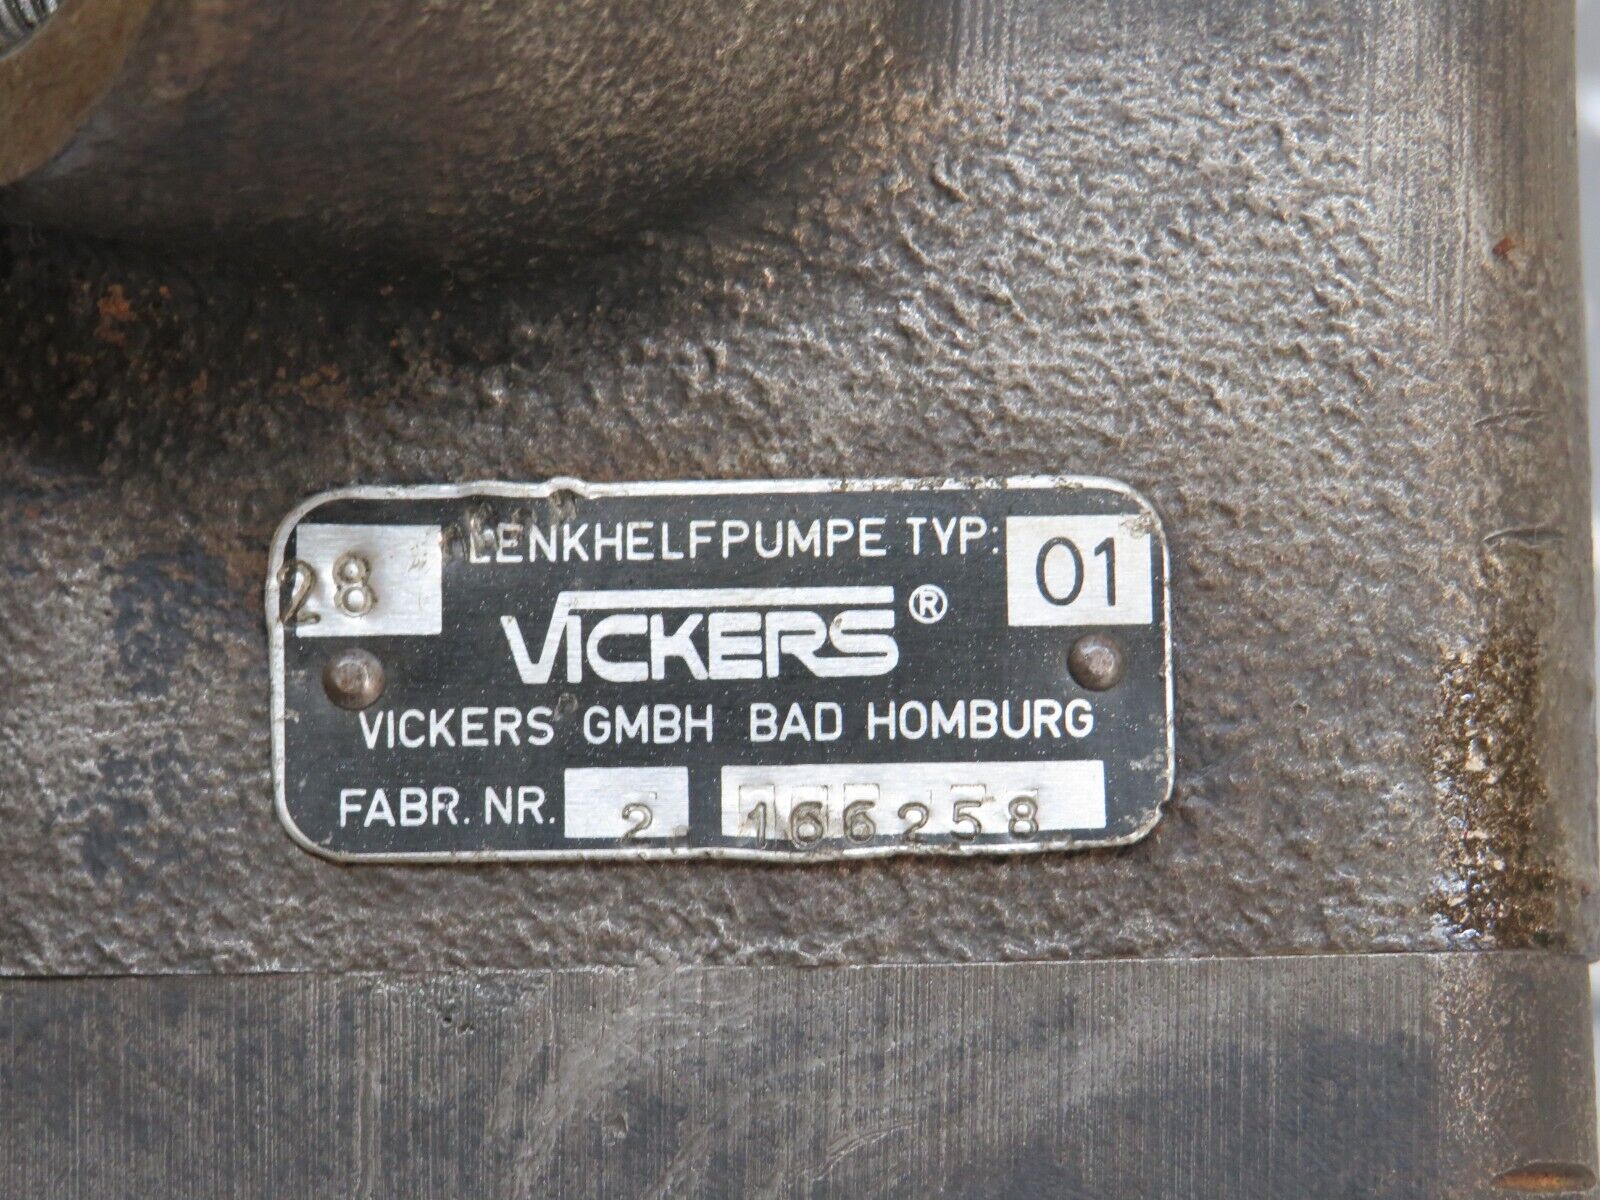 28 LENKHELFPUMPE TYP: 01
VICKERS®
VICKERS GMBH BAD HOMBURG
FABR. NR. 2 166258